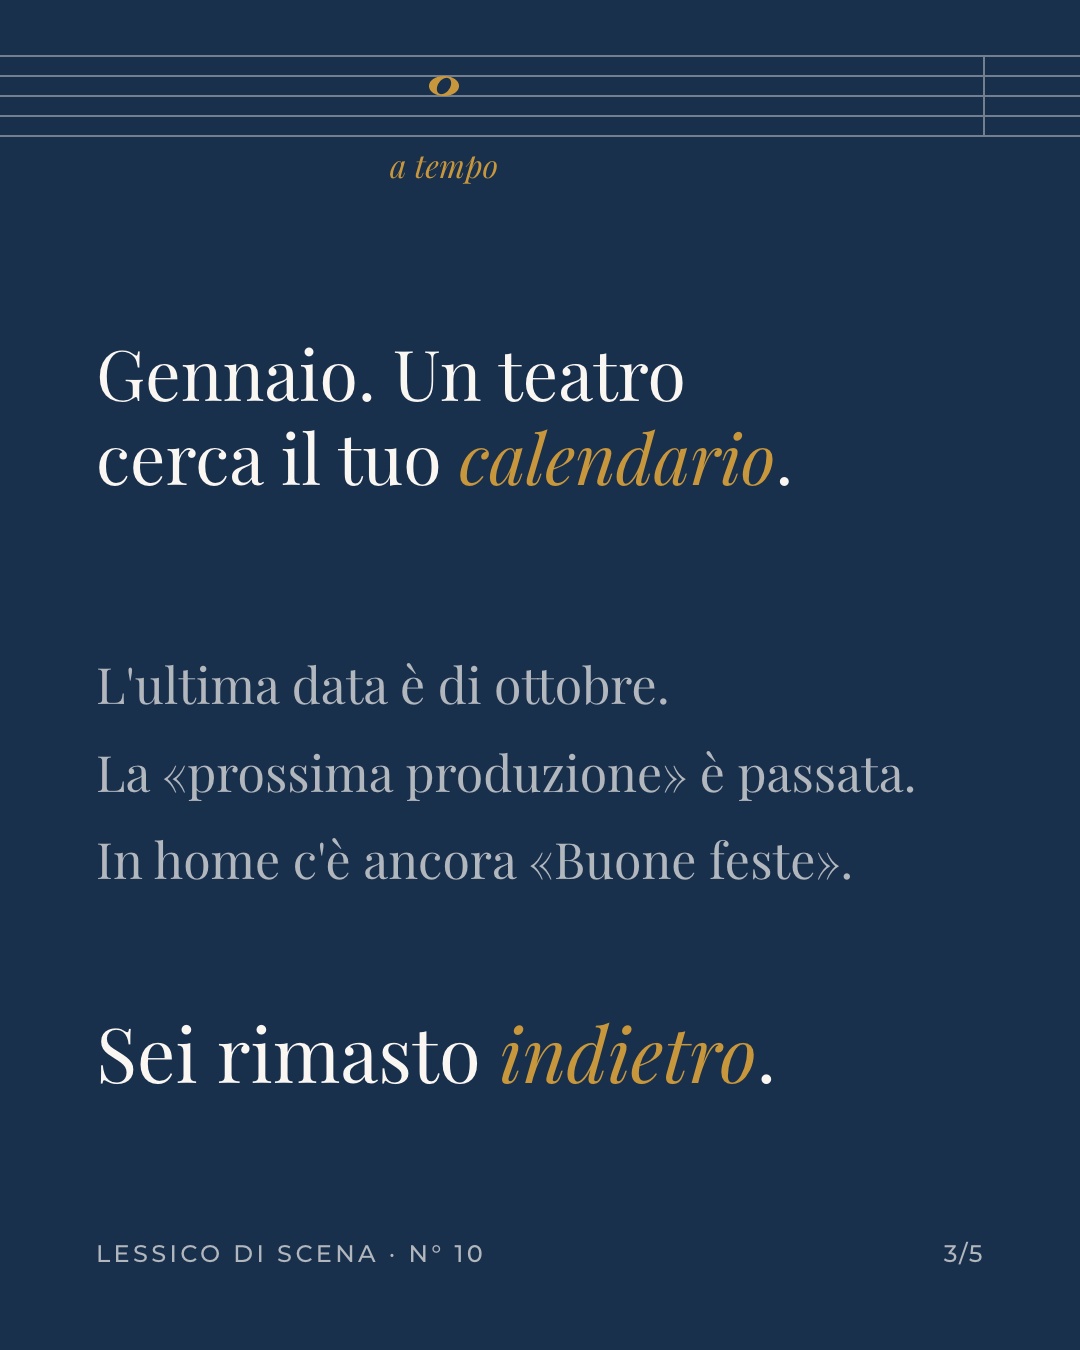 a tempo
Gennaio. Un teatro
cerca il tuo calendario.
L'ultima data è di ottobre.
La «prossima produzione» è passata.
In home c'è ancora «Buone feste».
Sei rimasto indietro.
LESSICO DI SCENA · N° 10
3/5